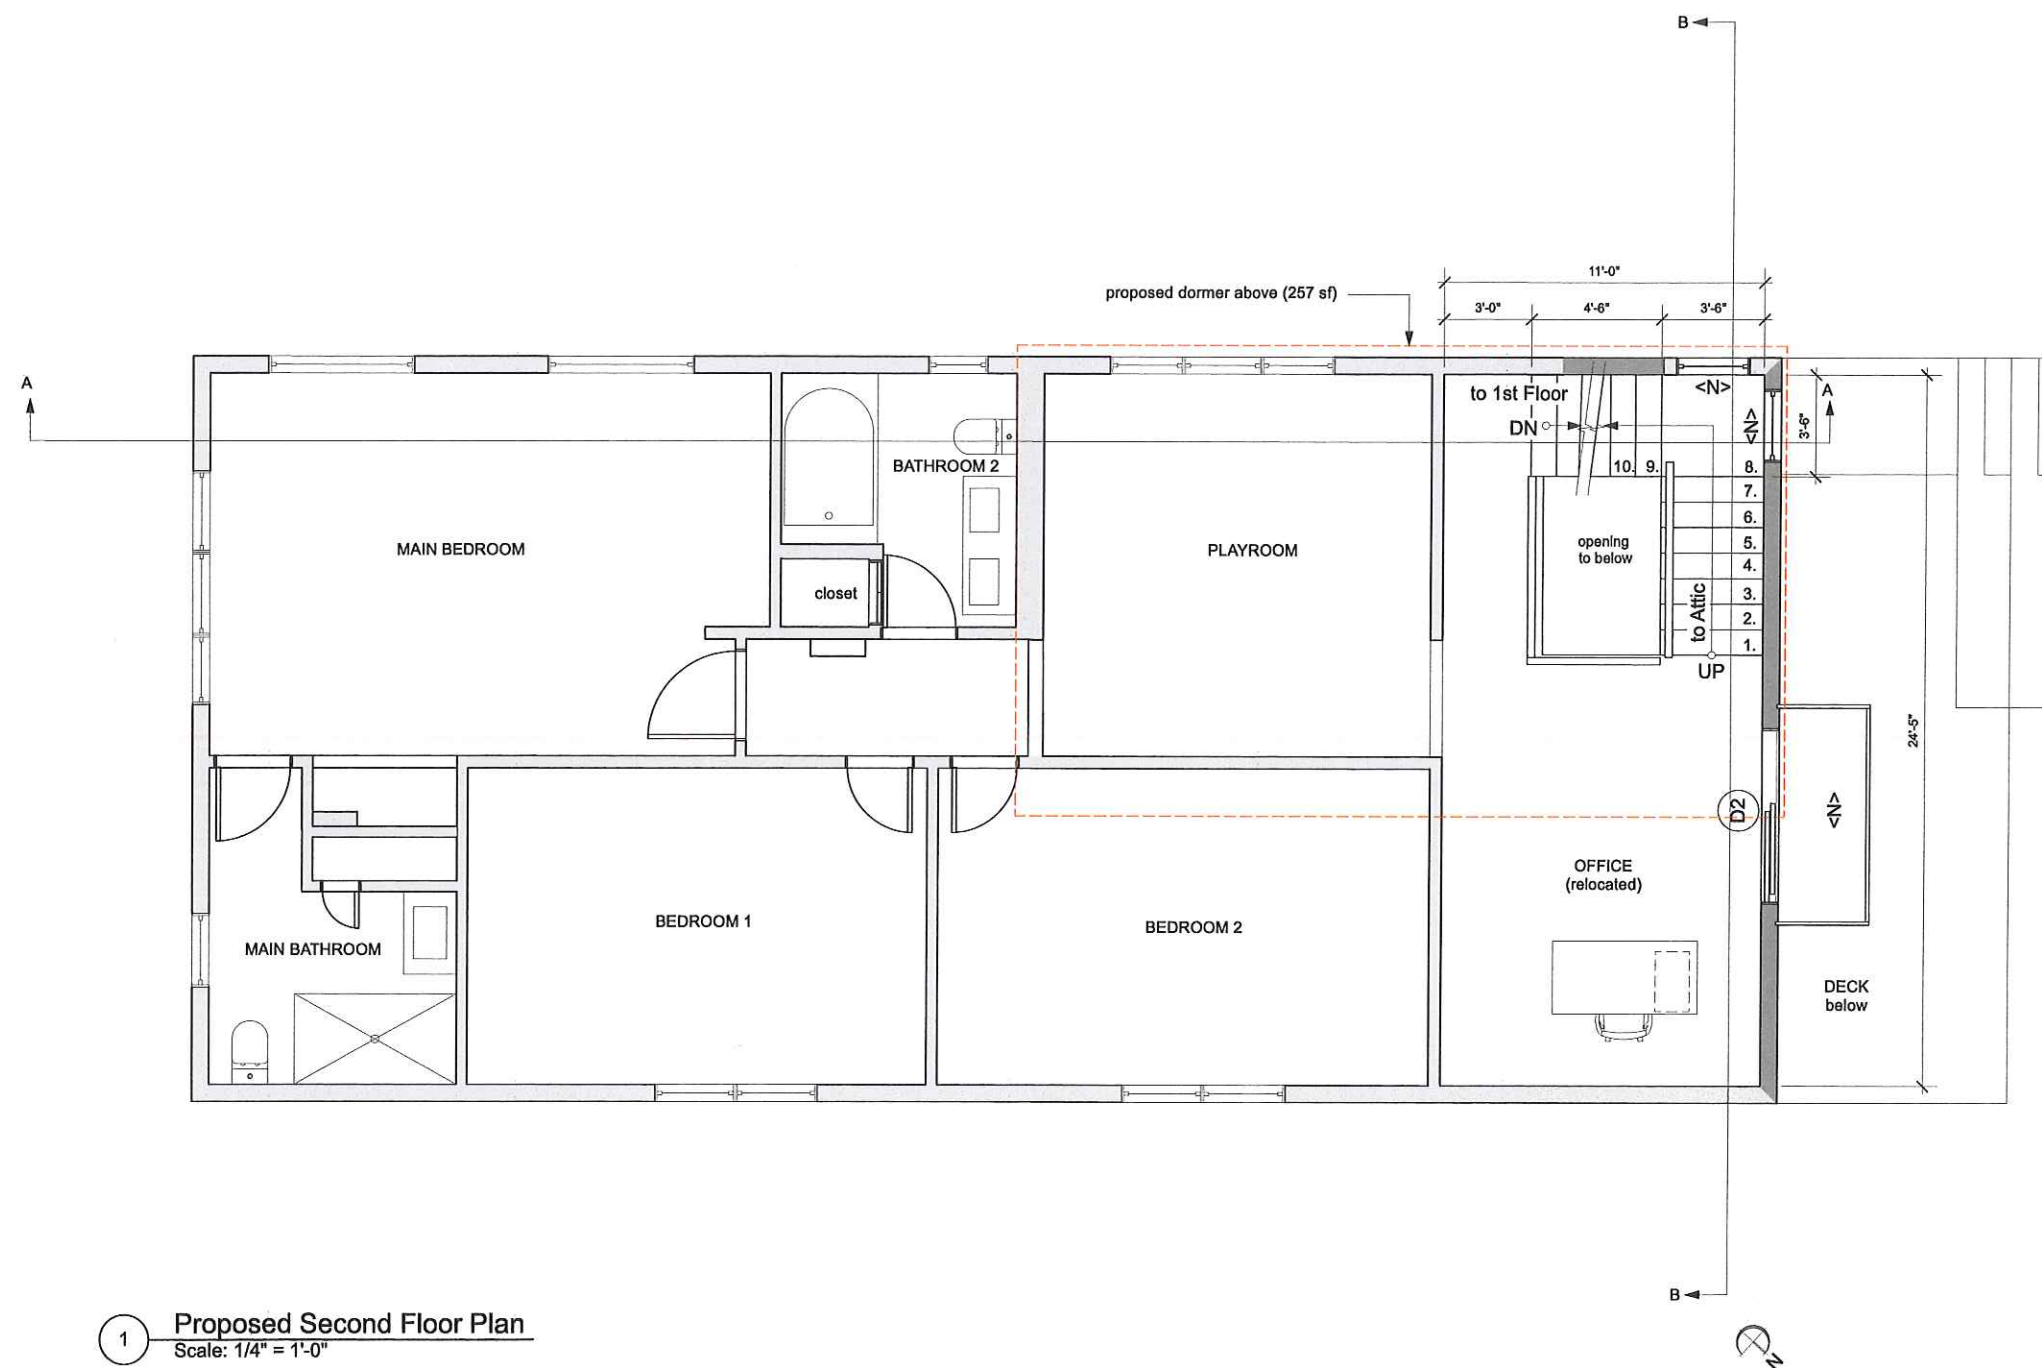 B
11'-0"
proposed dormer above (257 sf)
3'-0"
4'-6"
3'-6"
A
to 1st Floor
<N>
A
DN
<N>
3'-6"
BATHROOM 2
10.
9.
8.
7.
6.
5.
4.
3.
2.
1.
MAIN BEDROOM
PLAYROOM
opening
to below
closet
to Attic
UP
24'-5"
D2
<N>
OFFICE
(relocated)
BEDROOM 1
BEDROOM 2
MAIN BATHROOM
DECK
below
B
1
Proposed Second Floor Plan
Scale: 1/4" = 1'-0"
N